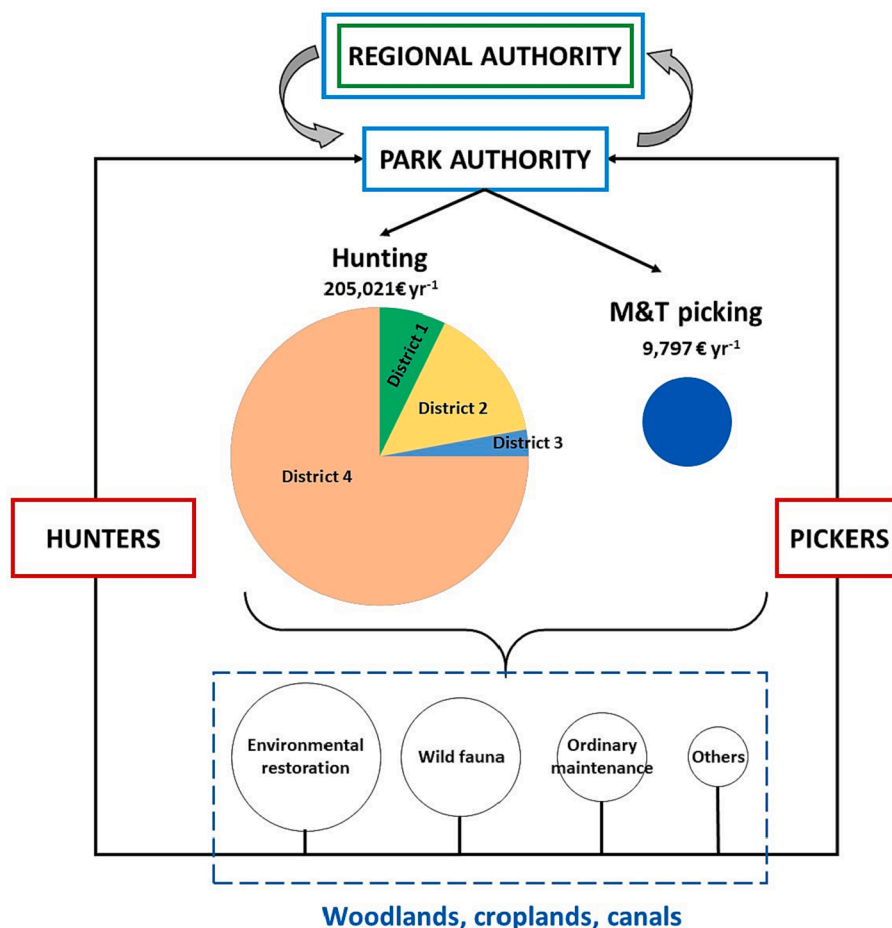 REGIONAL AUTHORITY
PARK AUTHORITY
Hunting
205,021€ yr-1
M&T picking
9,797 € yr-1
District 1
District 2
District 3
District 4
HUNTERS
PICKERS
Environmental
restoration
Wild fauna
Ordinary
maintenance
Others
Woodlands, croplands, canals